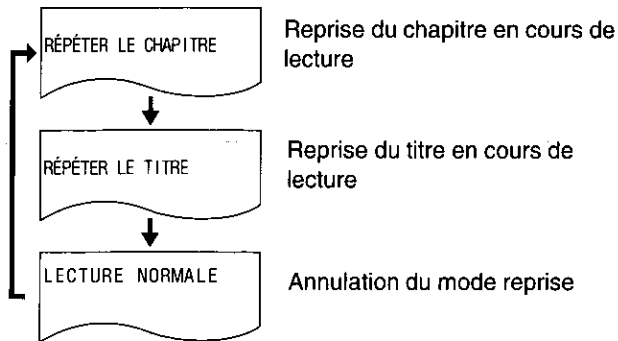 RÉPÉTER LE CHAPITRE
Reprise du chapitre en cours de
lecture
RÉPÉTER LE TITRE
Reprise du titre en cours de
lecture
LECTURE NORMALE
Annulation du mode reprise